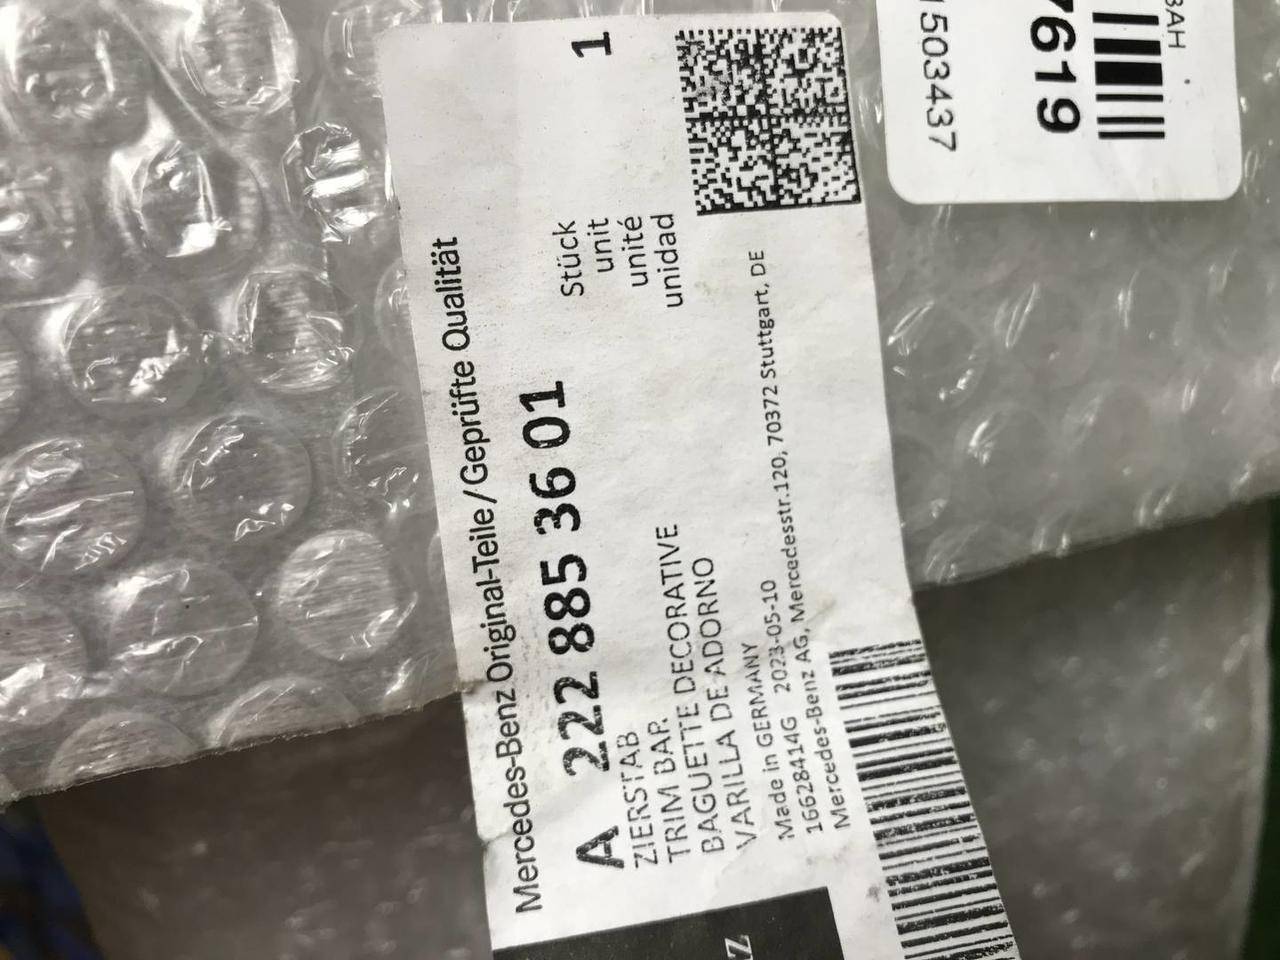 Mercedes-Benz Original-Teile / Geprüfte Qualität
A 222 885 36 01
Stück 1
unit
unité
unidad
ZIERSTAB
TRIM BAR
BAGUETTE DECORATIVE
VARILLA DE ADORNO
Made in GERMANY 2023-05-10
166282414G
Mercedes-Benz AG, Mercedesstr.120, 70372 Stuttgart, DE
Z
BAH
7619
1503437